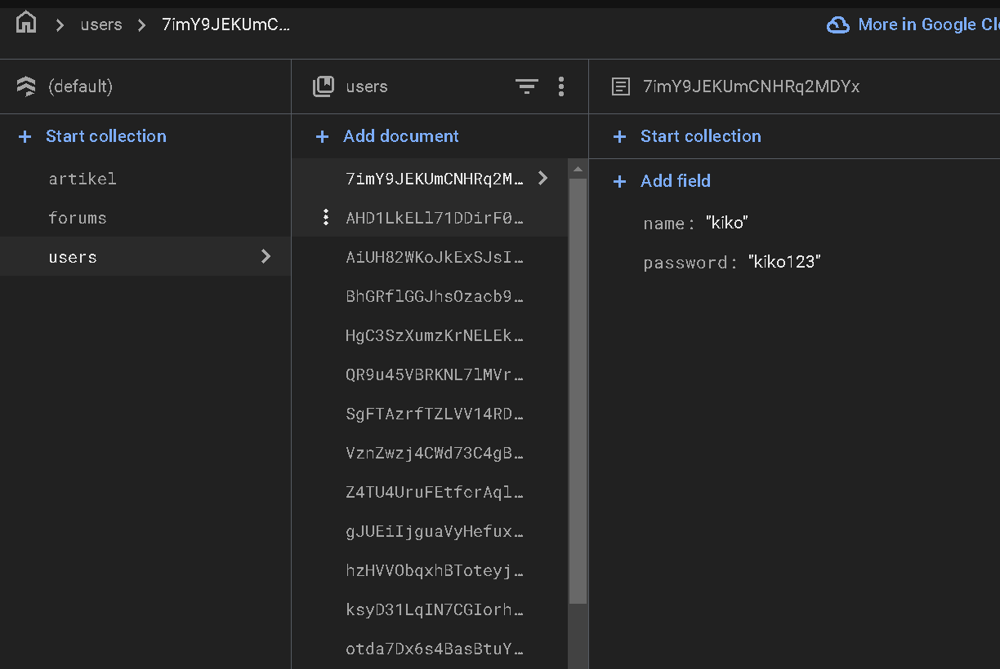 users 7imY9JEKUmC…
More in Google Clo
(default)
users
7imY9JEKUmCNHRq2MDYx
+ Start collection
+ Add document
+ Start collection
artikel
forums
users
7imY9JEKUmCNHRq2M…
AHD1LkELl71DDirF0…
AiUH82WKoJkExSJsI…
BhGRflGGJhsOzacb9…
HgC3SzXumzKrNELEk…
QR9u45VBRKNL7lMVr…
SgFTAzrfTZLVV14RD…
VznZwzj4CWd73C4gB…
Z4TU4UruFEtfcrAql…
gJUEiIjguaVyHefux…
hzHVVObqxhBToteyj…
ksyD31LqIN7CGIorh…
otda7Dx6s4BasBtuY…
+ Add field
name: "kiko"
password: "kiko123"